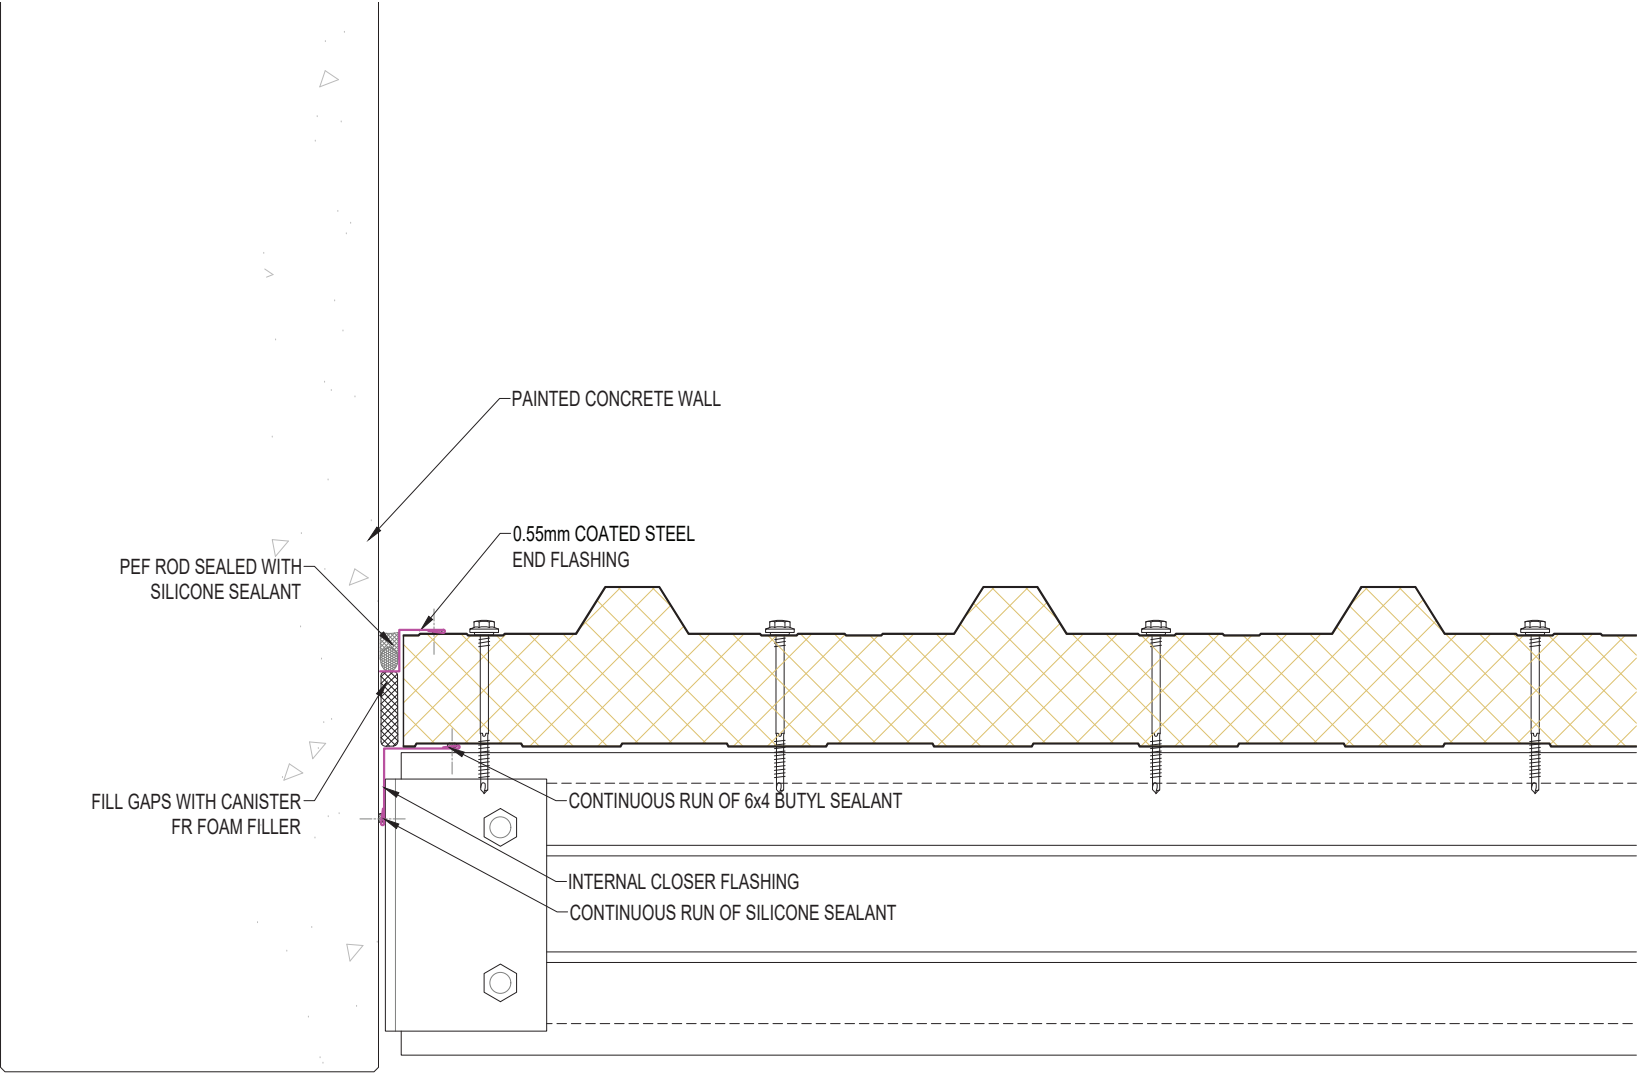 PAINTED CONCRETE WALL
0.55mm COATED STEEL
END FLASHING
PEF ROD SEALED WITH
SILICONE SEALANT
FILL GAPS WITH CANISTER
FR FOAM FILLER
CONTINUOUS RUN OF 6x4 BUTYL SEALANT
INTERNAL CLOSER FLASHING
CONTINUOUS RUN OF SILICONE SEALANT